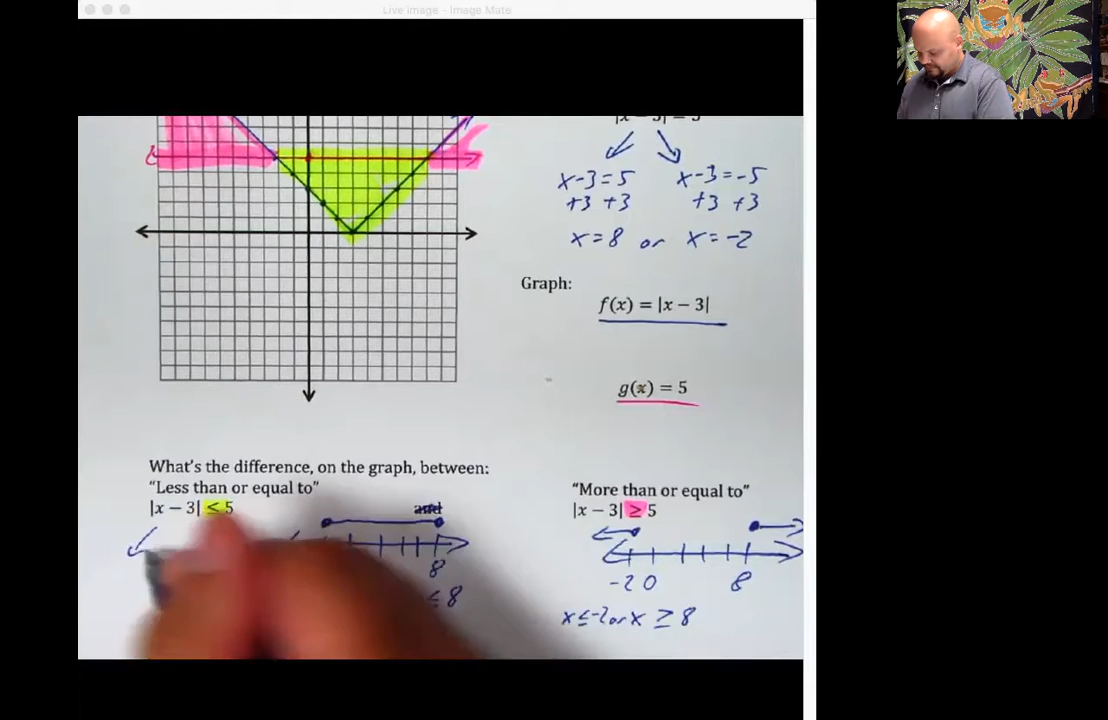 Live Image - Image Mate
|x - 3| = 5
x-3=5 x-3=-5
+3 +3 +3 +3
x=8 or x=-2
Graph:
f(x) = |x − 3|
g(x) = 5
What's the difference, on the graph, between:
"Less than or equal to"
|x − 3| ≤ 5
and
8
≤ 8
"More than or equal to"
|x − 3| ≥ 5
-2 0 8
x≤-2 or x ≥ 8